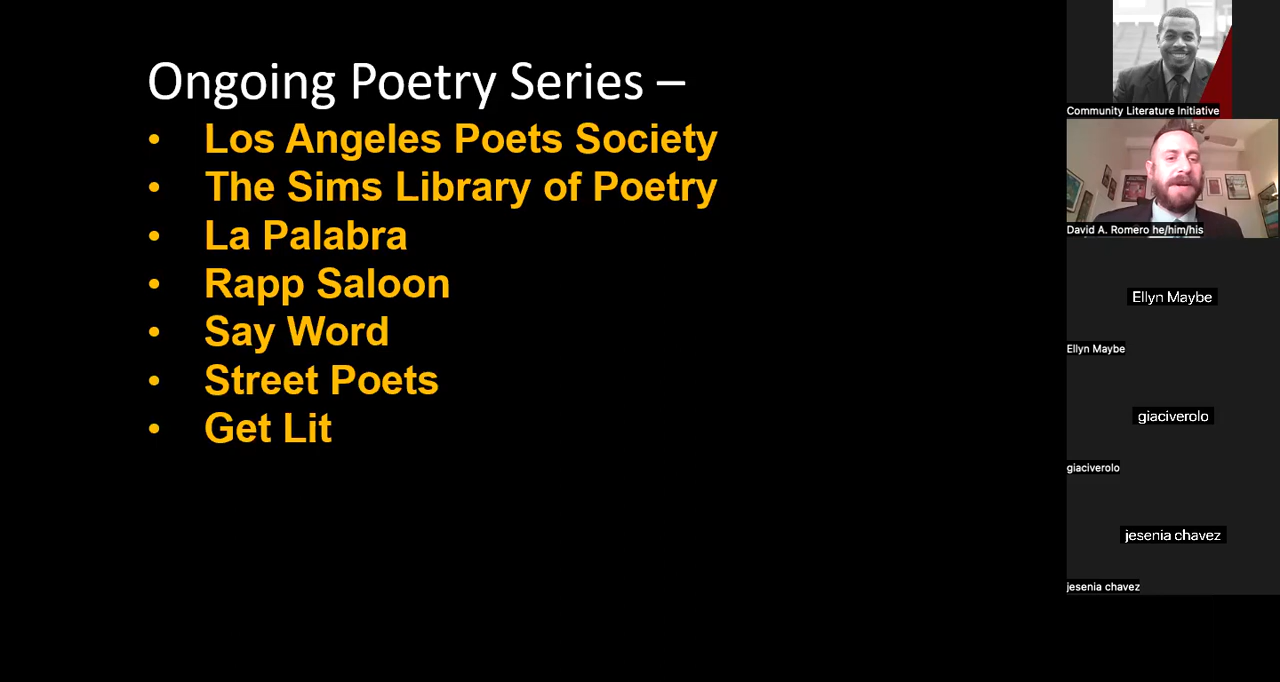 Ongoing Poetry Series –
• Los Angeles Poets Society
• The Sims Library of Poetry
• La Palabra
• Rapp Saloon
• Say Word
• Street Poets
• Get Lit
Community Literature Initiative
David A. Romero he/him/his
Ellyn Maybe
Ellyn Maybe
giaciverolo
giaciverolo
jesenia chavez
jesenia chavez